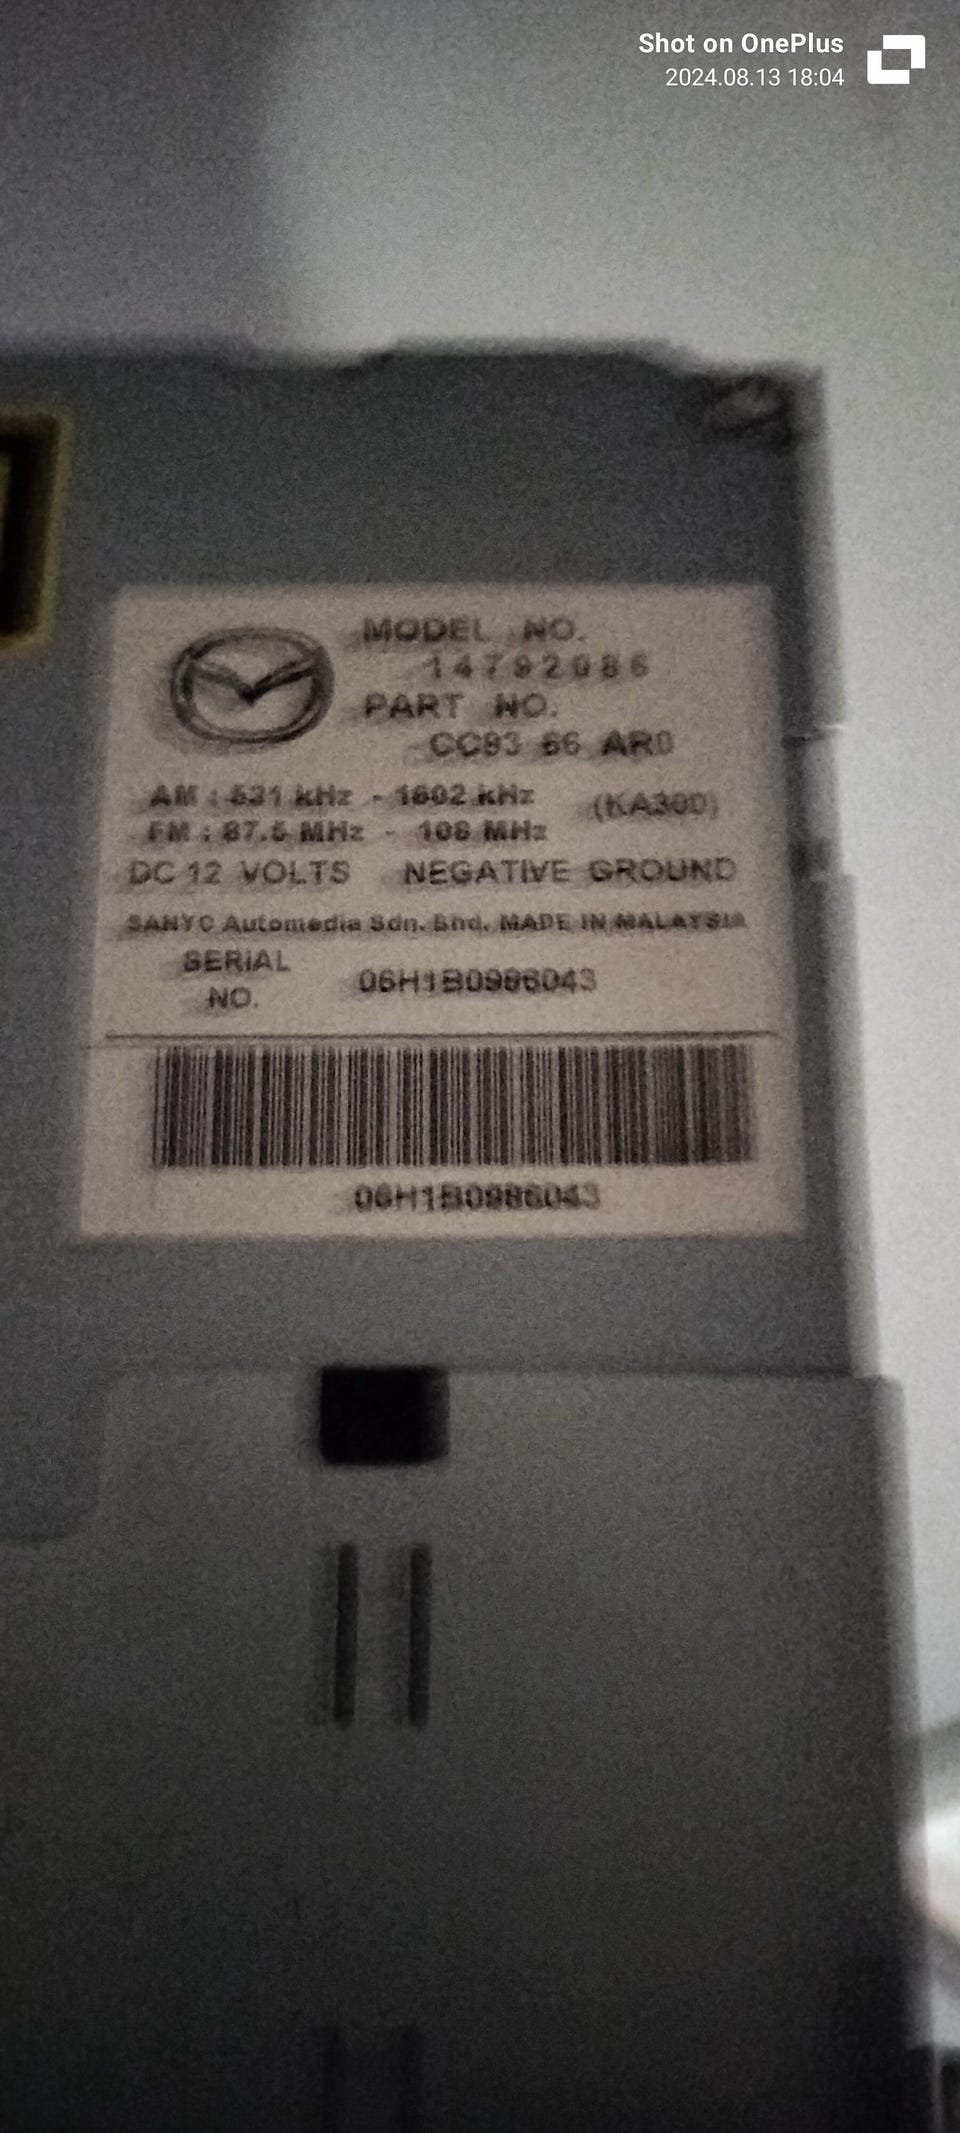 Shot on OnePlus
2024.08.13 18:04
MODEL NO.
14792086
PART NO.
CC93 66 AR0
AM : 531 kHz - 1602 kHz
(KA300)
FM : 87.5 MHz - 108 MHz
DC 12 VOLTS NEGATIVE GROUND
SANYO Automedia Sdn. Bhd. MADE IN MALAYSIA
SERIAL
NO.
06H1B0986043
06H1B0986043